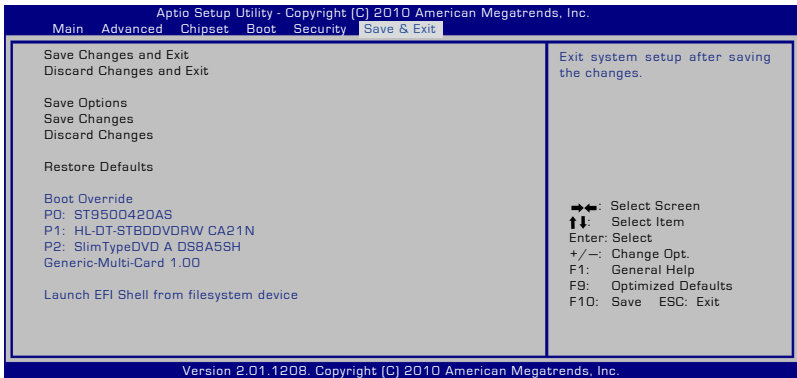 Aptio Setup Utility - Copyright (C) 2010 American Megatrends, Inc.
Main Advanced Chipset Boot Security Save & Exit
Save Changes and Exit
Discard Changes and Exit
Save Options
Save Changes
Discard Changes
Restore Defaults
Boot Override
P0: ST9500420AS
P1: HL-DT-STBDDVDRW CA21N
P2: SlimTypeDVD A DS8A5SH
Generic-Multi-Card 1.00
Launch EFI Shell from filesystem device
Exit system setup after saving
the changes.
→←: Select Screen
↑↓: Select Item
Enter: Select
+/—: Change Opt.
F1: General Help
F9: Optimized Defaults
F10: Save ESC: Exit
Version 2.01.1208. Copyright (C) 2010 American Megatrends, Inc.